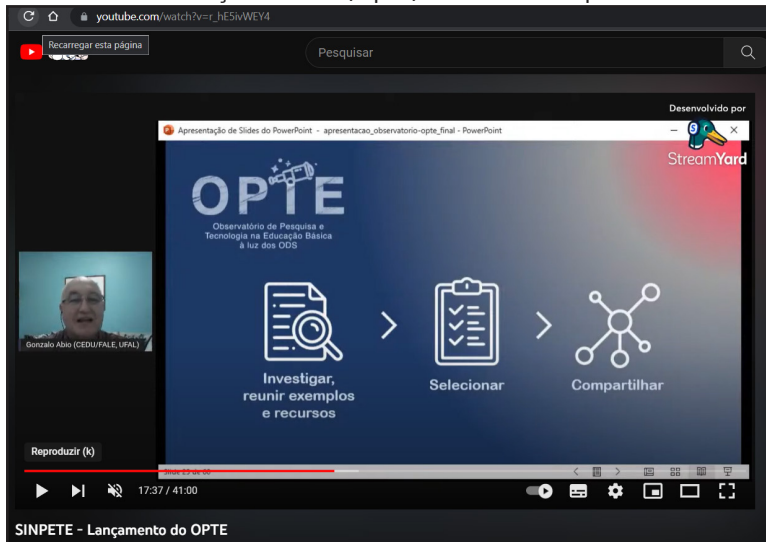 youtube.com/watch?v=r_hE5ivWEY4
Recarregar esta página
Pesquisar
Desenvolvido por
StreamYard
Apresentação de Slides do PowerPoint - apresentacao_observatorio-opte_final - PowerPoint
OPTE
Observatório de Pesquisa e
Tecnologia na Educação Básica
à luz dos ODS
Investigar,
reunir exemplos
e recursos
Selecionar
Compartilhar
Gonzalo Abio (CEDU/FALE, UFAL)
Reproduzir (k)
17:37 / 41:00
SINPETE - Lançamento do OPTE